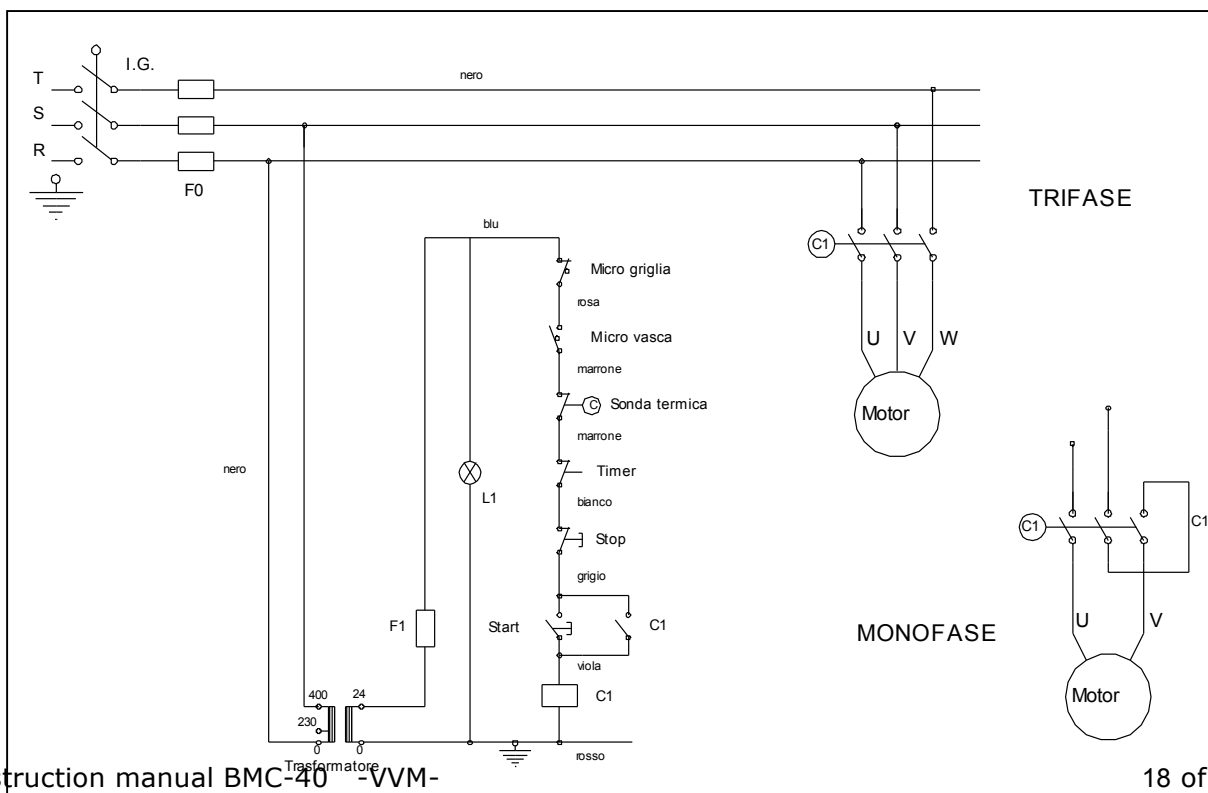 I.G.
T
nero
S
R
F0
TRIFASE
blu
C1
Micro griglia
rosa
Micro vasca
U V W
marrone
C Sonda termica
Motor
marrone
nero
Timer
L1
bianco
C1
C1
Stop
grigio
F1
Start
C1
MONOFASE
U V
viola
400 24
C1
Motor
230
0 0
Trasformatore
rosso
struction manual BMC-40 -VVM-
18 of